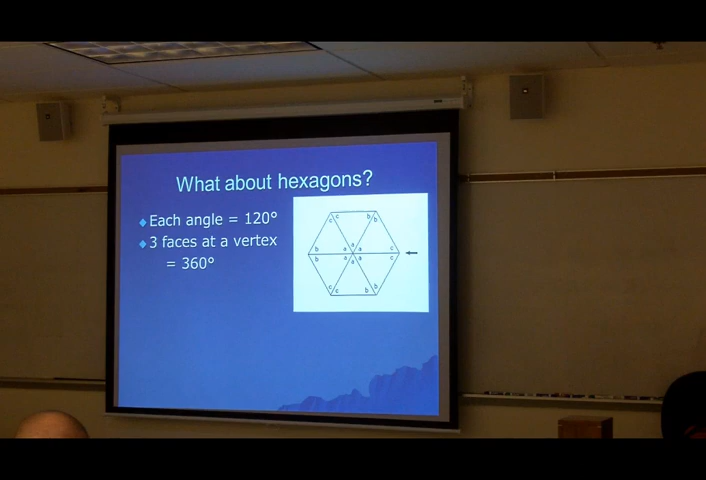 What about hexagons?
Each angle = 120°
3 faces at a vertex
= 360°
c c b b
b a a a c
b a a a c
c c b b